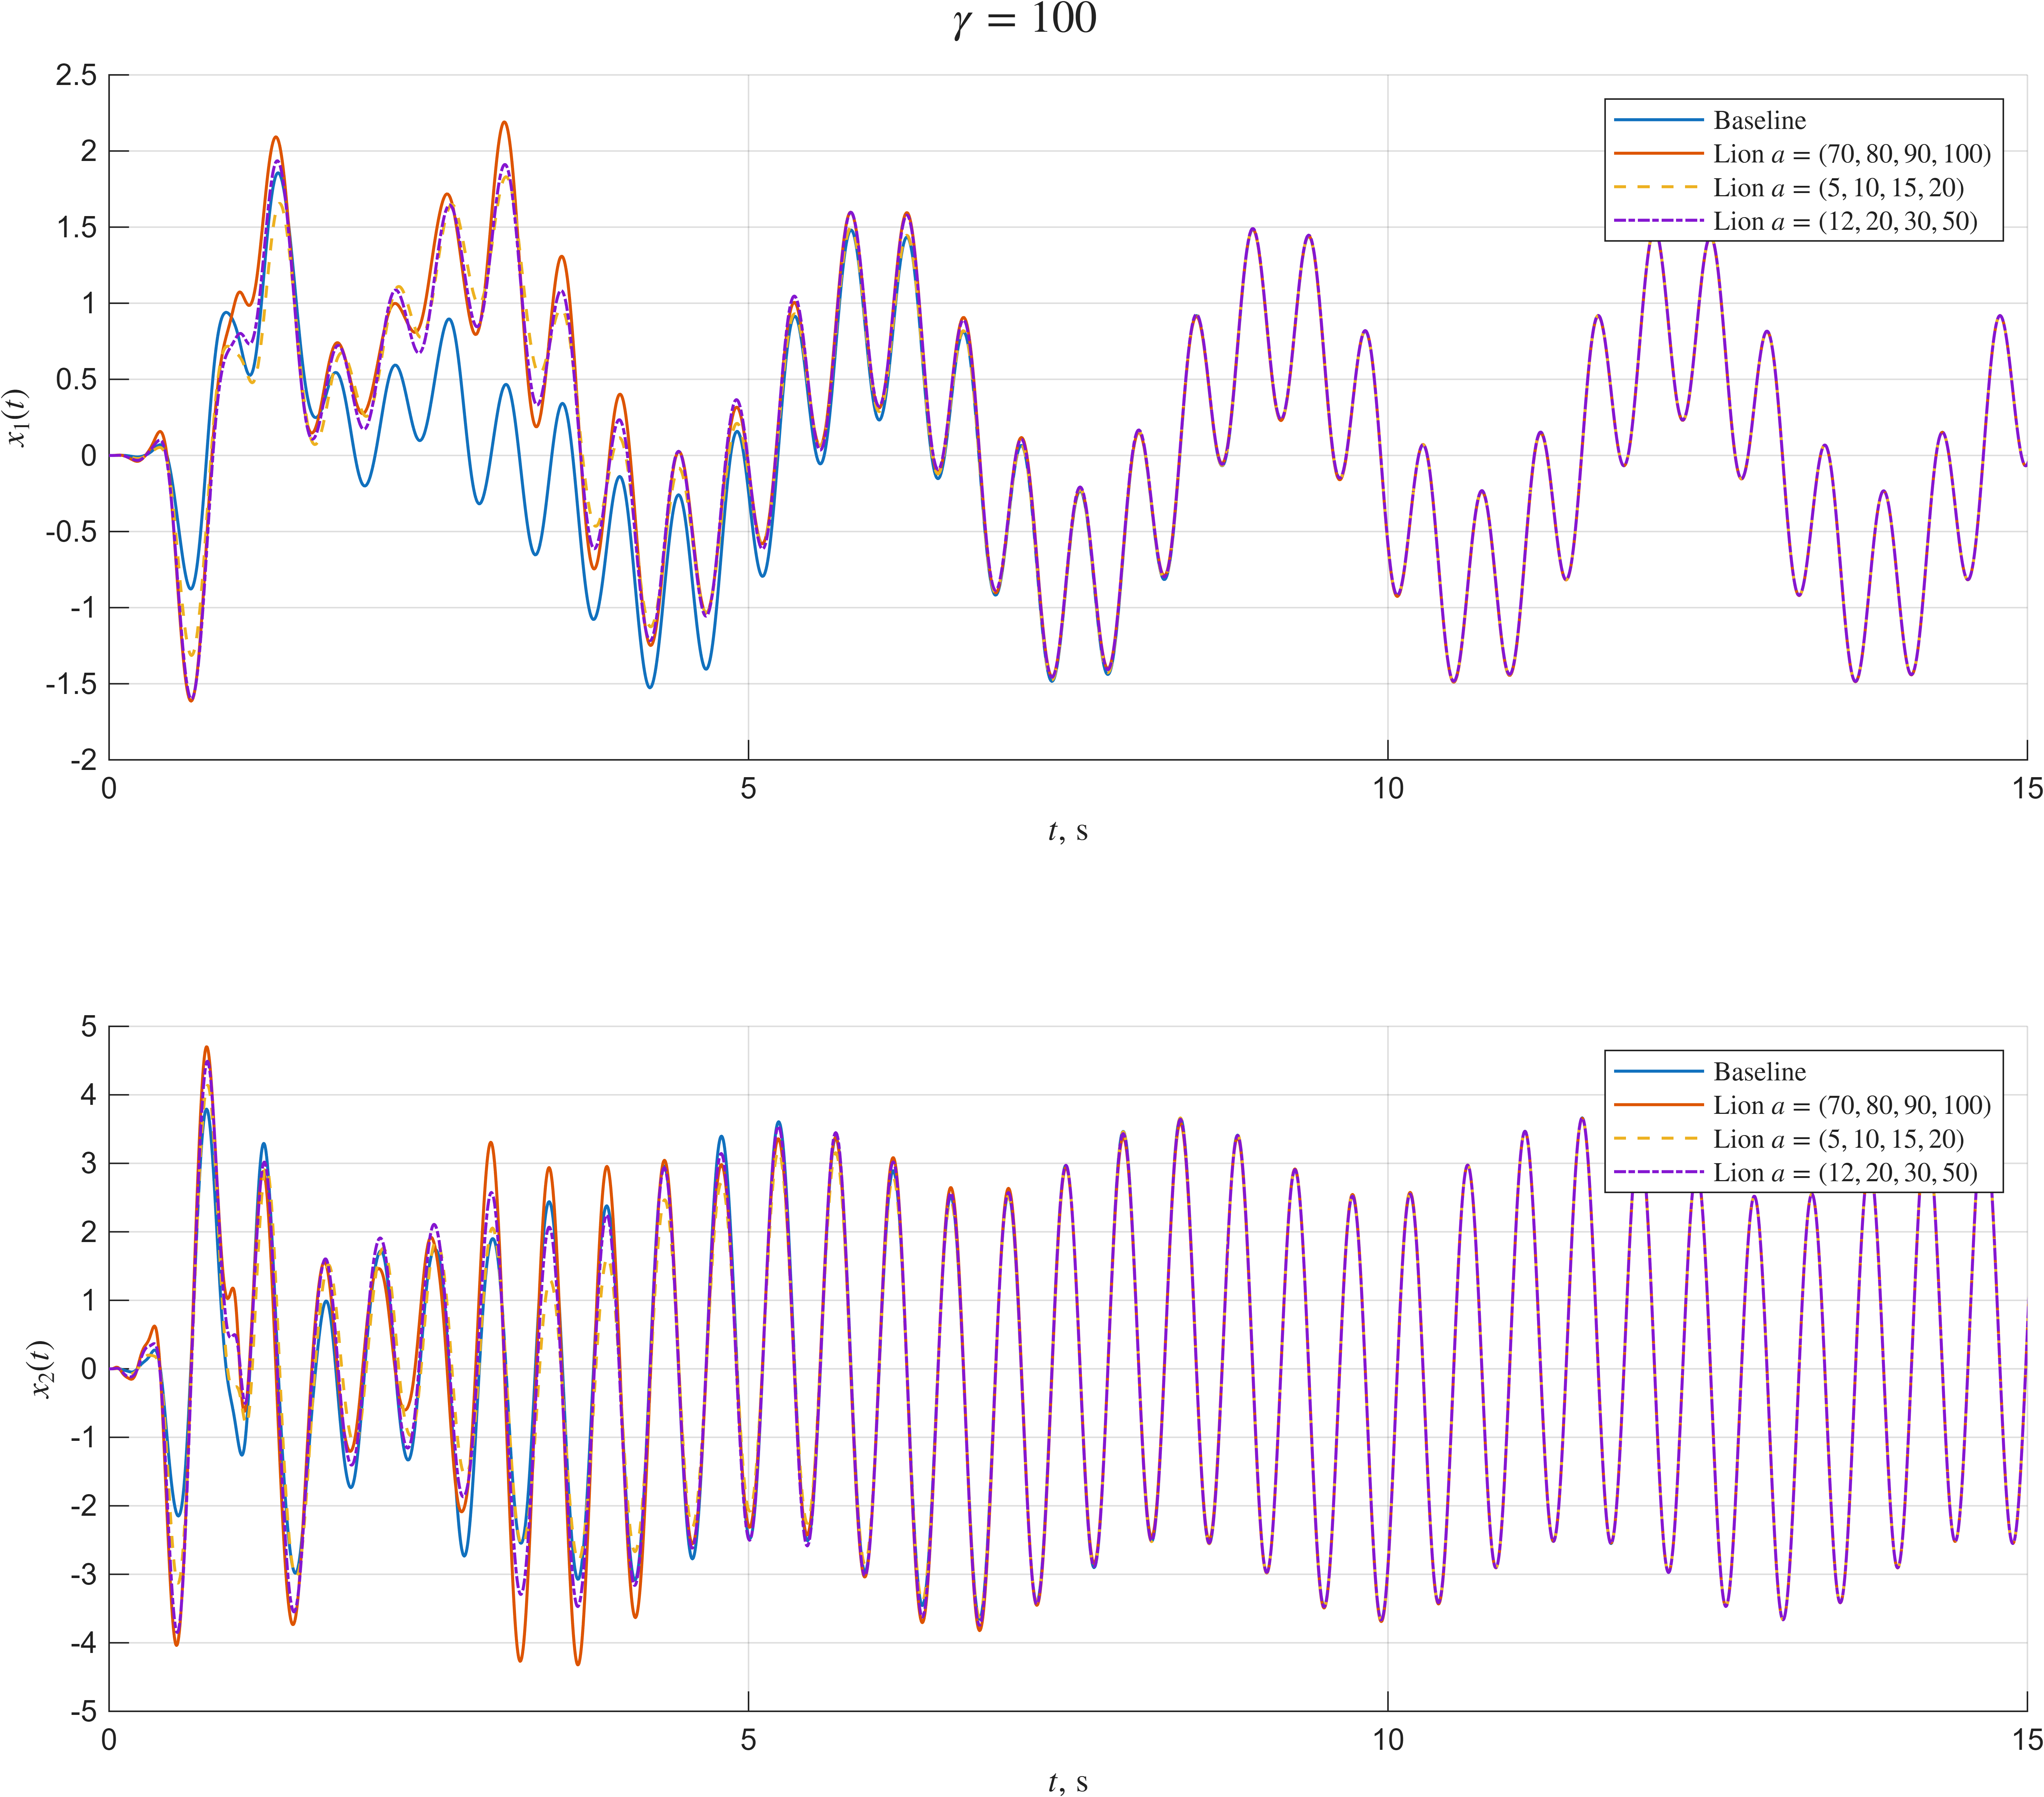 γ = 100
2.5
2
1.5
1
0.5
0
-0.5
-1
-1.5
-2
x₁(t)
Baseline
Lion a = (70, 80, 90, 100)
Lion a = (5, 10, 15, 20)
Lion a = (12, 20, 30, 50)
0 5 10 15
t, s
5
4
3
2
1
0
-1
-2
-3
-4
-5
x₂(t)
Baseline
Lion a = (70, 80, 90, 100)
Lion a = (5, 10, 15, 20)
Lion a = (12, 20, 30, 50)
0 5 10 15
t, s